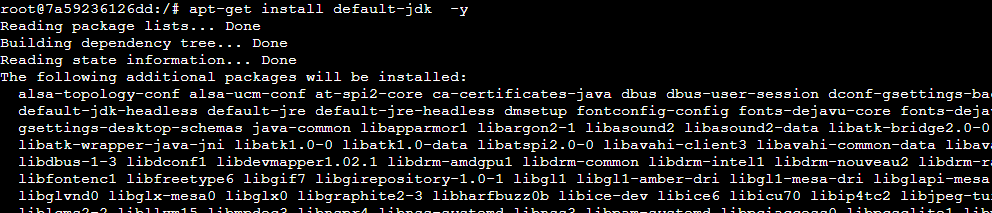 root@7a59236126dd:/# apt-get install default-jdk  -y
Reading package lists... Done
Building dependency tree... Done
Reading state information... Done
The following additional packages will be installed:
  alsa-topology-conf alsa-ucm-conf at-spi2-core ca-certificates-java dbus dbus-user-session dconf-gsettings-bac
  default-jdk-headless default-jre default-jre-headless dmsetup fontconfig-config fonts-dejavu-core fonts-deja
  gsettings-desktop-schemas java-common libapparmor1 libargon2-1 libasound2 libasound2-data libatk-bridge2.0-0
  libatk-wrapper-java-jni libatk1.0-0 libatk1.0-data libatspi2.0-0 libavahi-client3 libavahi-common-data libava
  libdbus-1-3 libdconf1 libdevmapper1.02.1 libdrm-amdgpu1 libdrm-common libdrm-intel1 libdrm-nouveau2 libdrm-ra
  libfontenc1 libfreetype6 libgif7 libgirepository-1.0-1 libgl1 libgl1-amber-dri libgl1-mesa-dri libglapi-mesa
  libglvnd0 libglx-mesa0 libglx0 libgraphite2-3 libharfbuzz0b libice-dev libice6 libicu70 libip4tc2 libjpeg-tu